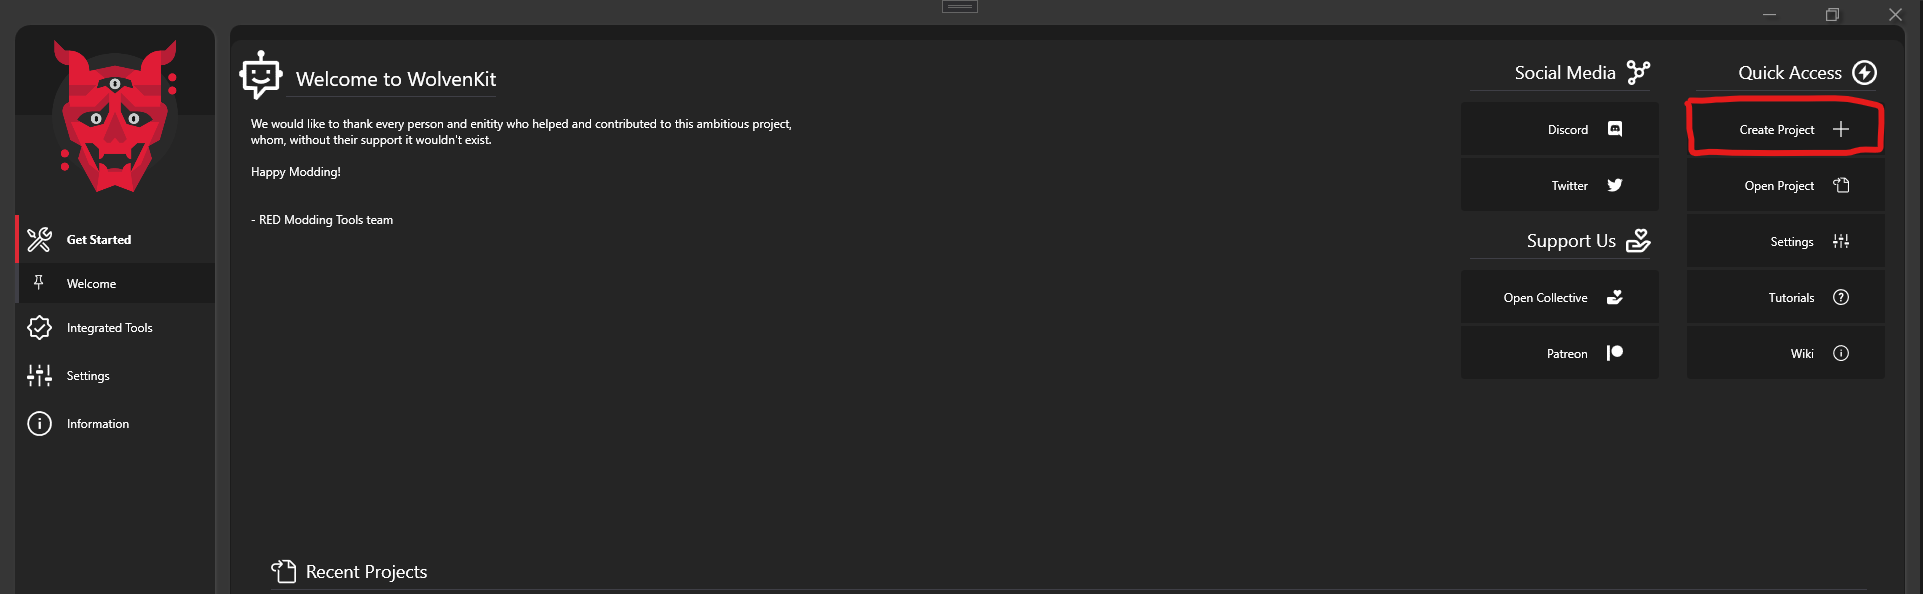 Welcome to WolvenKit
We would like to thank every person and enitity who helped and contributed to this ambitious project,
whom, without their support it wouldn't exist.
Happy Modding!
- RED Modding Tools team
Social Media
Discord
Twitter
Support Us
Open Collective
Patreon
Quick Access
Create Project
Open Project
Settings
Tutorials
Wiki
Get Started
Welcome
Integrated Tools
Settings
Information
Recent Projects